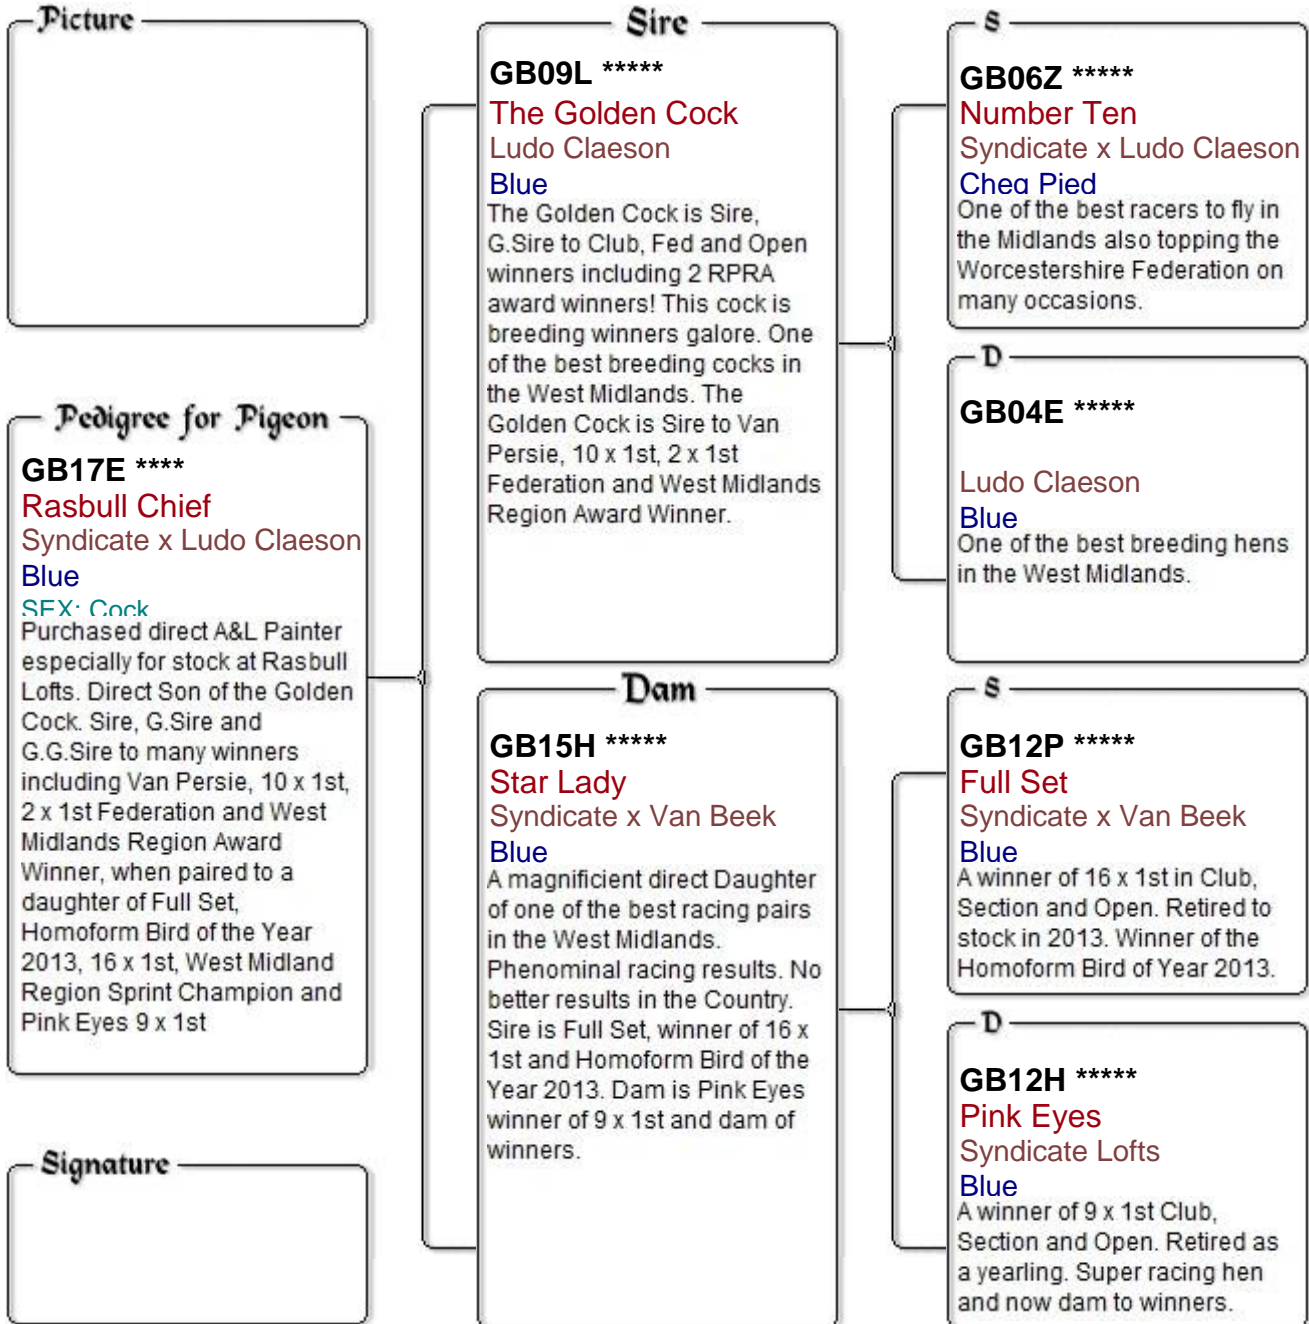 Picture
Pedigree for Pigeon
GB17E ****
Rasbull Chief
Syndicate x Ludo Claeson
Blue
SEX: Cock
Purchased direct A&L Painter
especially for stock at Rasbull
Lofts. Direct Son of the Golden
Cock. Sire, G.Sire and
G.G.Sire to many winners
including Van Persie, 10 x 1st,
2 x 1st Federation and West
Midlands Region Award
Winner, when paired to a
daughter of Full Set,
Homoform Bird of the Year
2013, 16 x 1st, West Midland
Region Sprint Champion and
Pink Eyes 9 x 1st
Signature
Sire
GB09L *****
The Golden Cock
Ludo Claeson
Blue
The Golden Cock is Sire,
G.Sire to Club, Fed and Open
winners including 2 RPRA
award winners! This cock is
breeding winners galore. One
of the best breeding cocks in
the West Midlands. The
Golden Cock is Sire to Van
Persie, 10 x 1st, 2 x 1st
Federation and West Midlands
Region Award Winner.
Dam
GB15H *****
Star Lady
Syndicate x Van Beek
Blue
A magnificient direct Daughter
of one of the best racing pairs
in the West Midlands.
Phenominal racing results. No
better results in the Country.
Sire is Full Set, winner of 16 x
1st and Homoform Bird of the
Year 2013. Dam is Pink Eyes
winner of 9 x 1st and dam of
winners.
S
GB06Z *****
Number Ten
Syndicate x Ludo Claeson
Cheq Pied
One of the best racers to fly in
the Midlands also topping the
Worcestershire Federation on
many occasions.
D
GB04E *****
Ludo Claeson
Blue
One of the best breeding hens
in the West Midlands.
S
GB12P *****
Full Set
Syndicate x Van Beek
Blue
A winner of 16 x 1st in Club,
Section and Open. Retired to
stock in 2013. Winner of the
Homoform Bird of Year 2013.
D
GB12H *****
Pink Eyes
Syndicate Lofts
Blue
A winner of 9 x 1st Club,
Section and Open. Retired as
a yearling. Super racing hen
and now dam to winners.